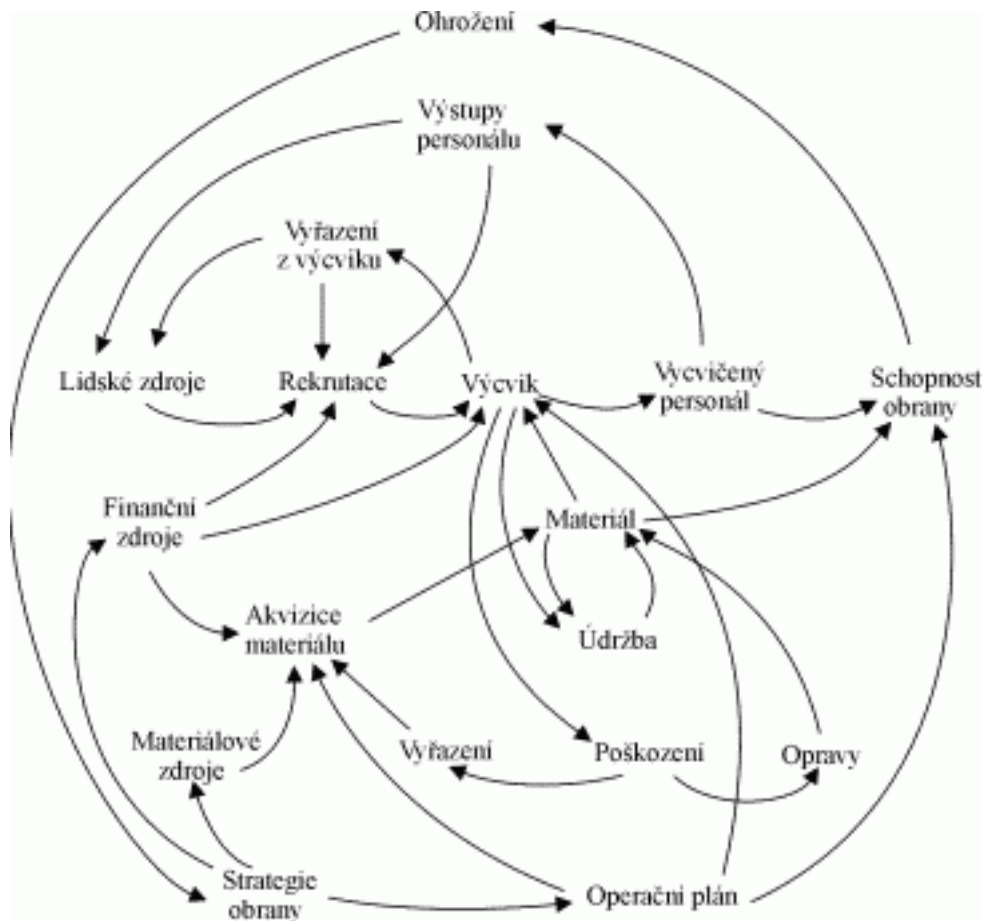 Ohrožení
Výstupy
personálu
Vyřazení
z výcviku
Lidské zdroje
Rekrutace
Výcvik
Vycvičený
personál
Schopnost
obrany
Finanční
zdroje
Materiál
Akvizice
materiálu
Údržba
Materiálové
zdroje
Vyřazení
Poškození
Opravy
Strategie
obrany
Operační plán